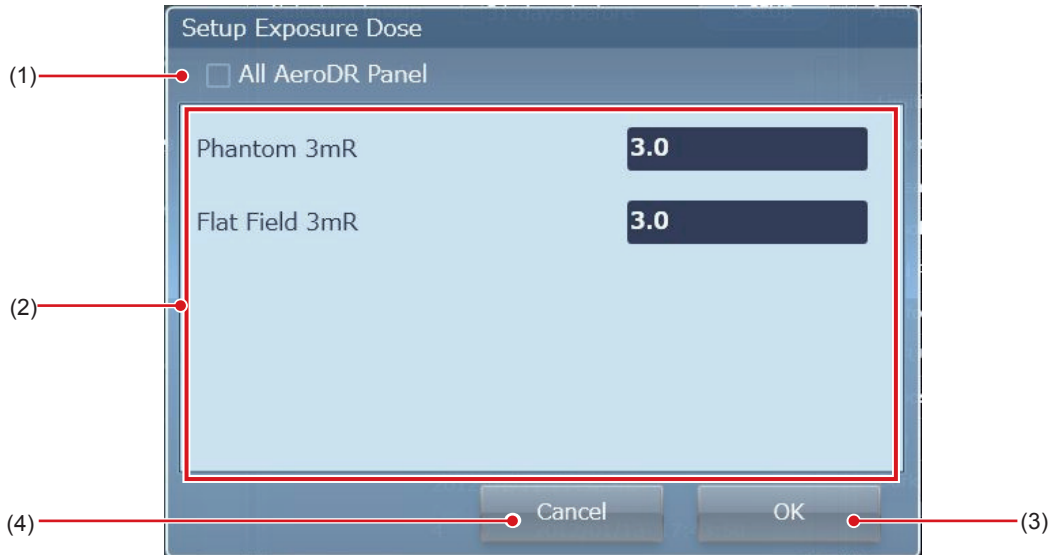 Setup Exposure Dose
(1) All AeroDR Panel
Phantom 3mR 3.0
Flat Field 3mR 3.0
(2)
(4) Cancel OK (3)